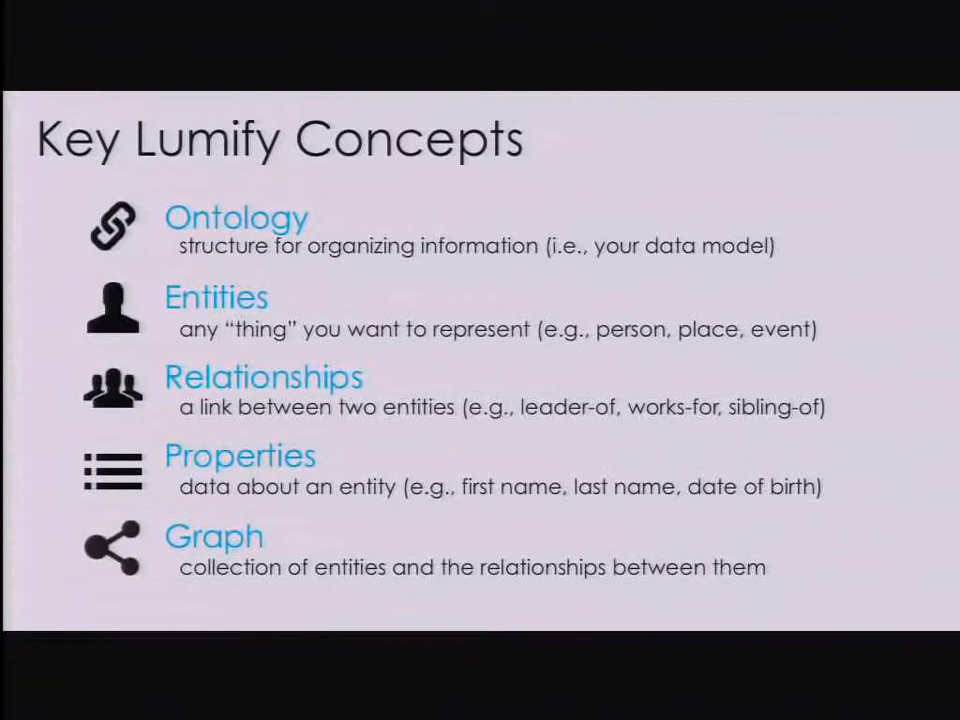 Key Lumify Concepts
Ontology
structure for organizing information (i.e., your data model)
Entities
any “thing” you want to represent (e.g., person, place, event)
Relationships
a link between two entities (e.g., leader-of, works-for, sibling-of)
Properties
data about an entity (e.g., first name, last name, date of birth)
Graph
collection of entities and the relationships between them